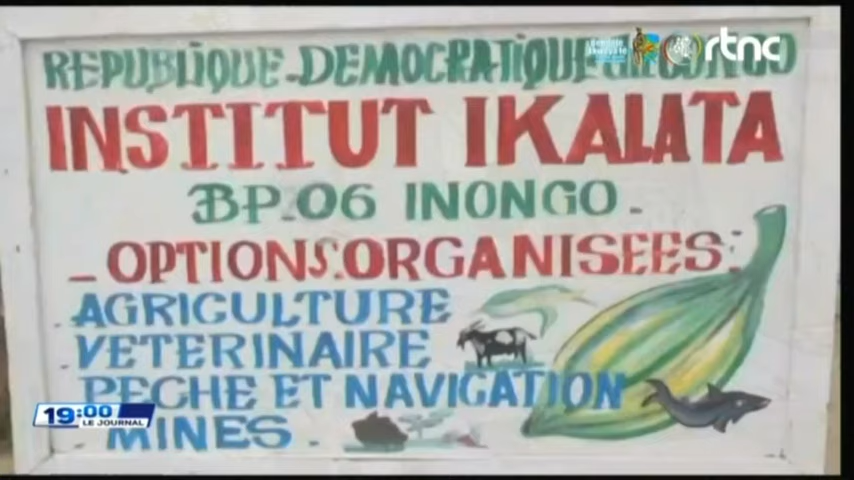 rtnc
REPUBLIQUE-DEMOCRATIQUE
INSTITUT IKALATA
BP-06 INONGO-
- OPTIONS.ORGANISEES:
- AGRICULTURE
- VETERINAIRE
PECHE ET NAVIGATION
- MINES -
19:00
LE JOURNAL